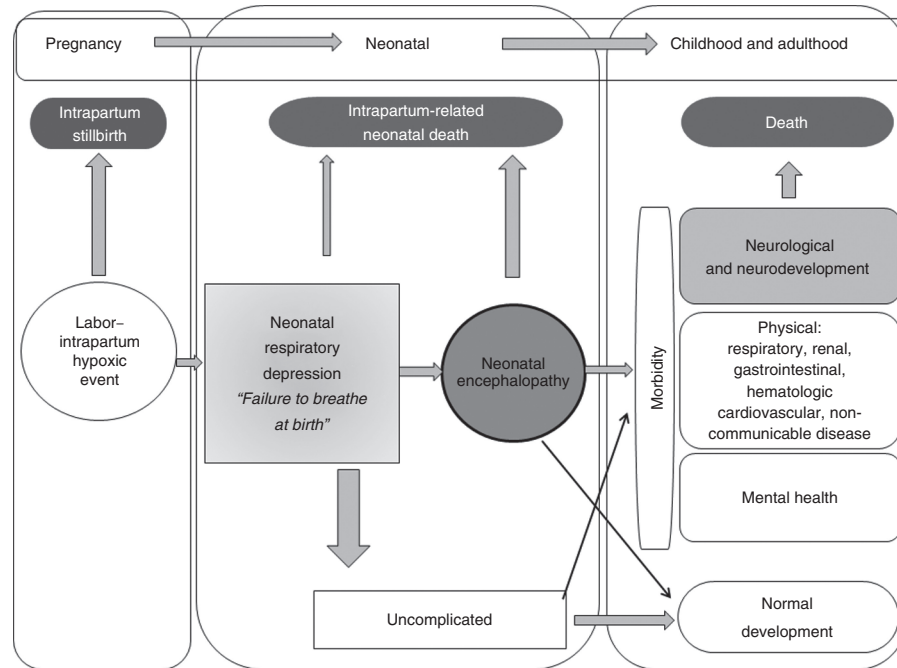 Pregnancy
Neonatal
Childhood and adulthood
Intrapartum
stillbirth
Intrapartum-related
neonatal death
Death
Labor–
intrapartum
hypoxic
event
Neonatal
respiratory
depression
“Failure to breathe
at birth”
Neonatal
encephalopathy
Morbidity
Neurological
and neurodevelopment
Physical:
respiratory, renal,
gastrointestinal,
hematologic
cardiovascular, non-
communicable disease
Mental health
Uncomplicated
Normal
development